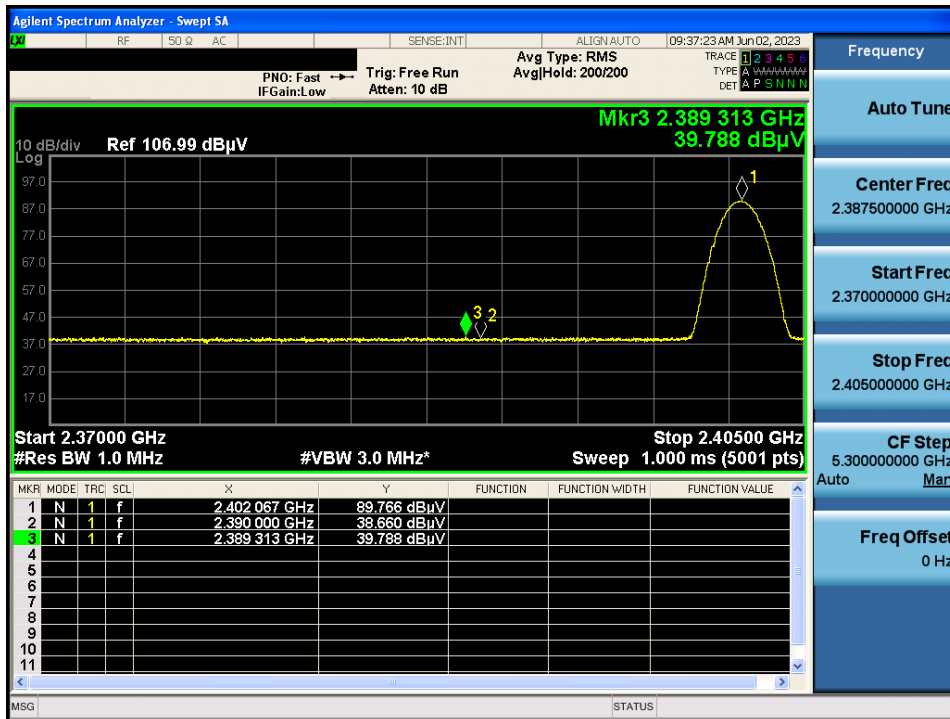 Agilent Spectrum Analyzer - Swept SA
LXI RF 50 Ω AC SENSE:INT ALIGN AUTO 09:37:23 AM Jun 02, 2023
PNO: Fast Trig: Free Run Avg Type: RMS TRACE 1 2 3 4 5 6
IFGain:Low Atten: 10 dB Avg|Hold: 200/200 TYPE A WWWWW
DET A P S N N N
Mkr3 2.389 313 GHz
39.788 dBµV
10 dB/div Ref 106.99 dBµV
Log
97.0
87.0
77.0
67.0
57.0
47.0
37.0
27.0
17.0
1
3 2
Start 2.37000 GHz Stop 2.40500 GHz
#Res BW 1.0 MHz #VBW 3.0 MHz* Sweep 1.000 ms (5001 pts)
MKR MODE TRC SCL X Y FUNCTION FUNCTION WIDTH FUNCTION VALUE
1 N 1 f 2.402 067 GHz 89.766 dBµV
2 N 1 f 2.390 000 GHz 38.660 dBµV
3 N 1 f 2.389 313 GHz 39.788 dBµV
4
5
6
7
8
9
10
11
MSG STATUS
Frequency
Auto Tune
Center Freq
2.387500000 GHz
Start Freq
2.370000000 GHz
Stop Freq
2.405000000 GHz
CF Step
5.300000000 GHz
Auto Man
Freq Offset
0 Hz